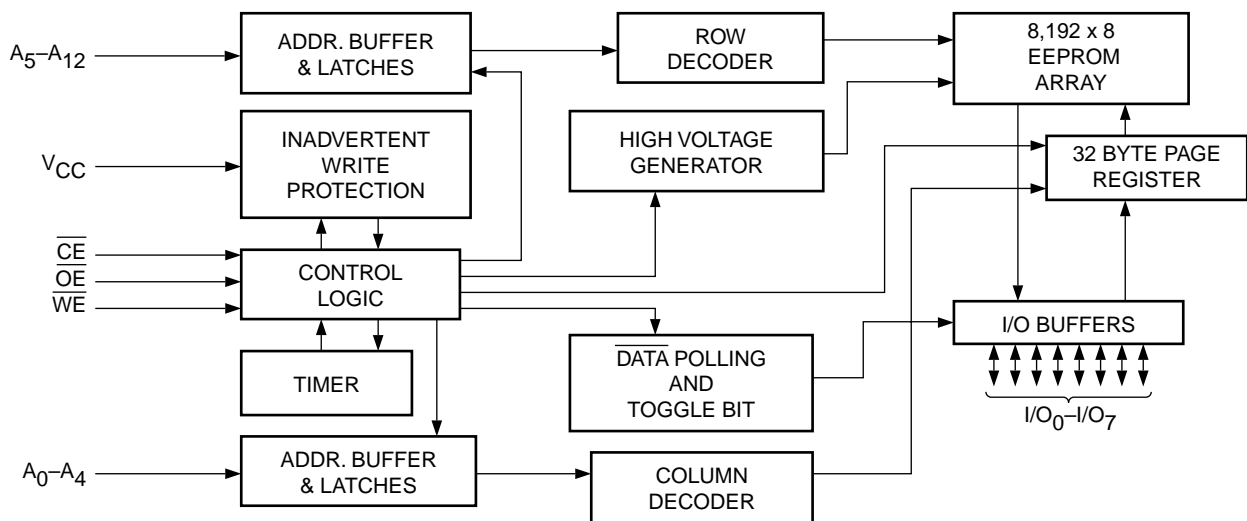 A5–A12
ADDR. BUFFER
& LATCHES
ROW
DECODER
8,192 x 8
EEPROM
ARRAY
VCC
INADVERTENT
WRITE
PROTECTION
HIGH VOLTAGE
GENERATOR
32 BYTE PAGE
REGISTER
CE
OE
WE
CONTROL
LOGIC
I/O BUFFERS
TIMER
DATA POLLING
AND
TOGGLE BIT
I/O0–I/O7
A0–A4
ADDR. BUFFER
& LATCHES
COLUMN
DECODER